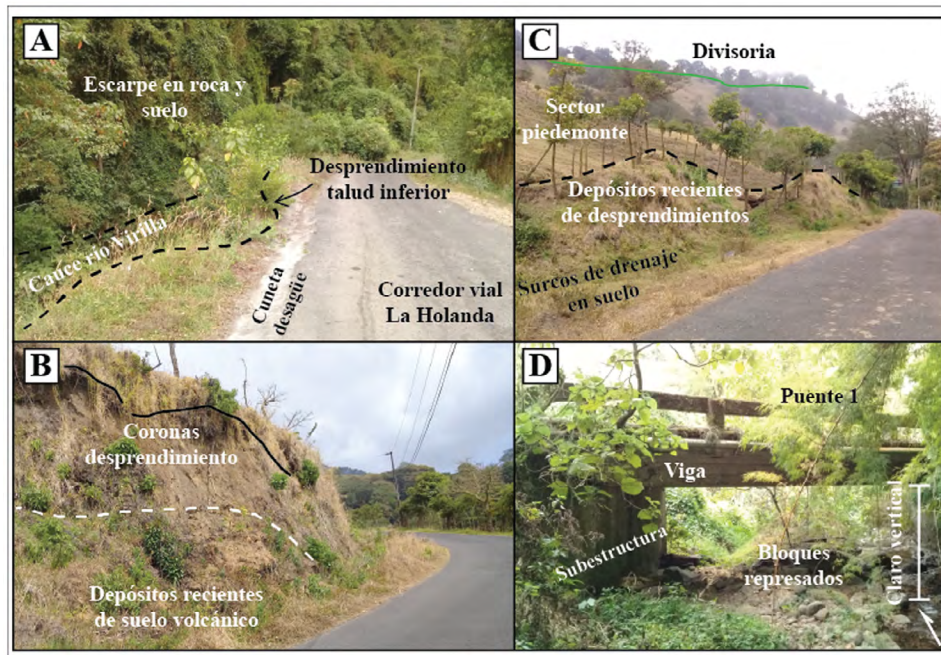 A
Escarpe en roca y
suelo
Desprendimiento
talud inferior
Cauce río Virilla
Cuneta
desagüe
Corredor vial
La Holanda
B
Coronas
desprendimiento
Depósitos recientes
de suelo volcánico
C
Divisoria
Sector
piedemonte
Depósitos recientes
de desprendimientos
Surcos de drenaje
en suelo
D
Puente 1
Viga
Subestructura
Bloques
represados
Claro vertical